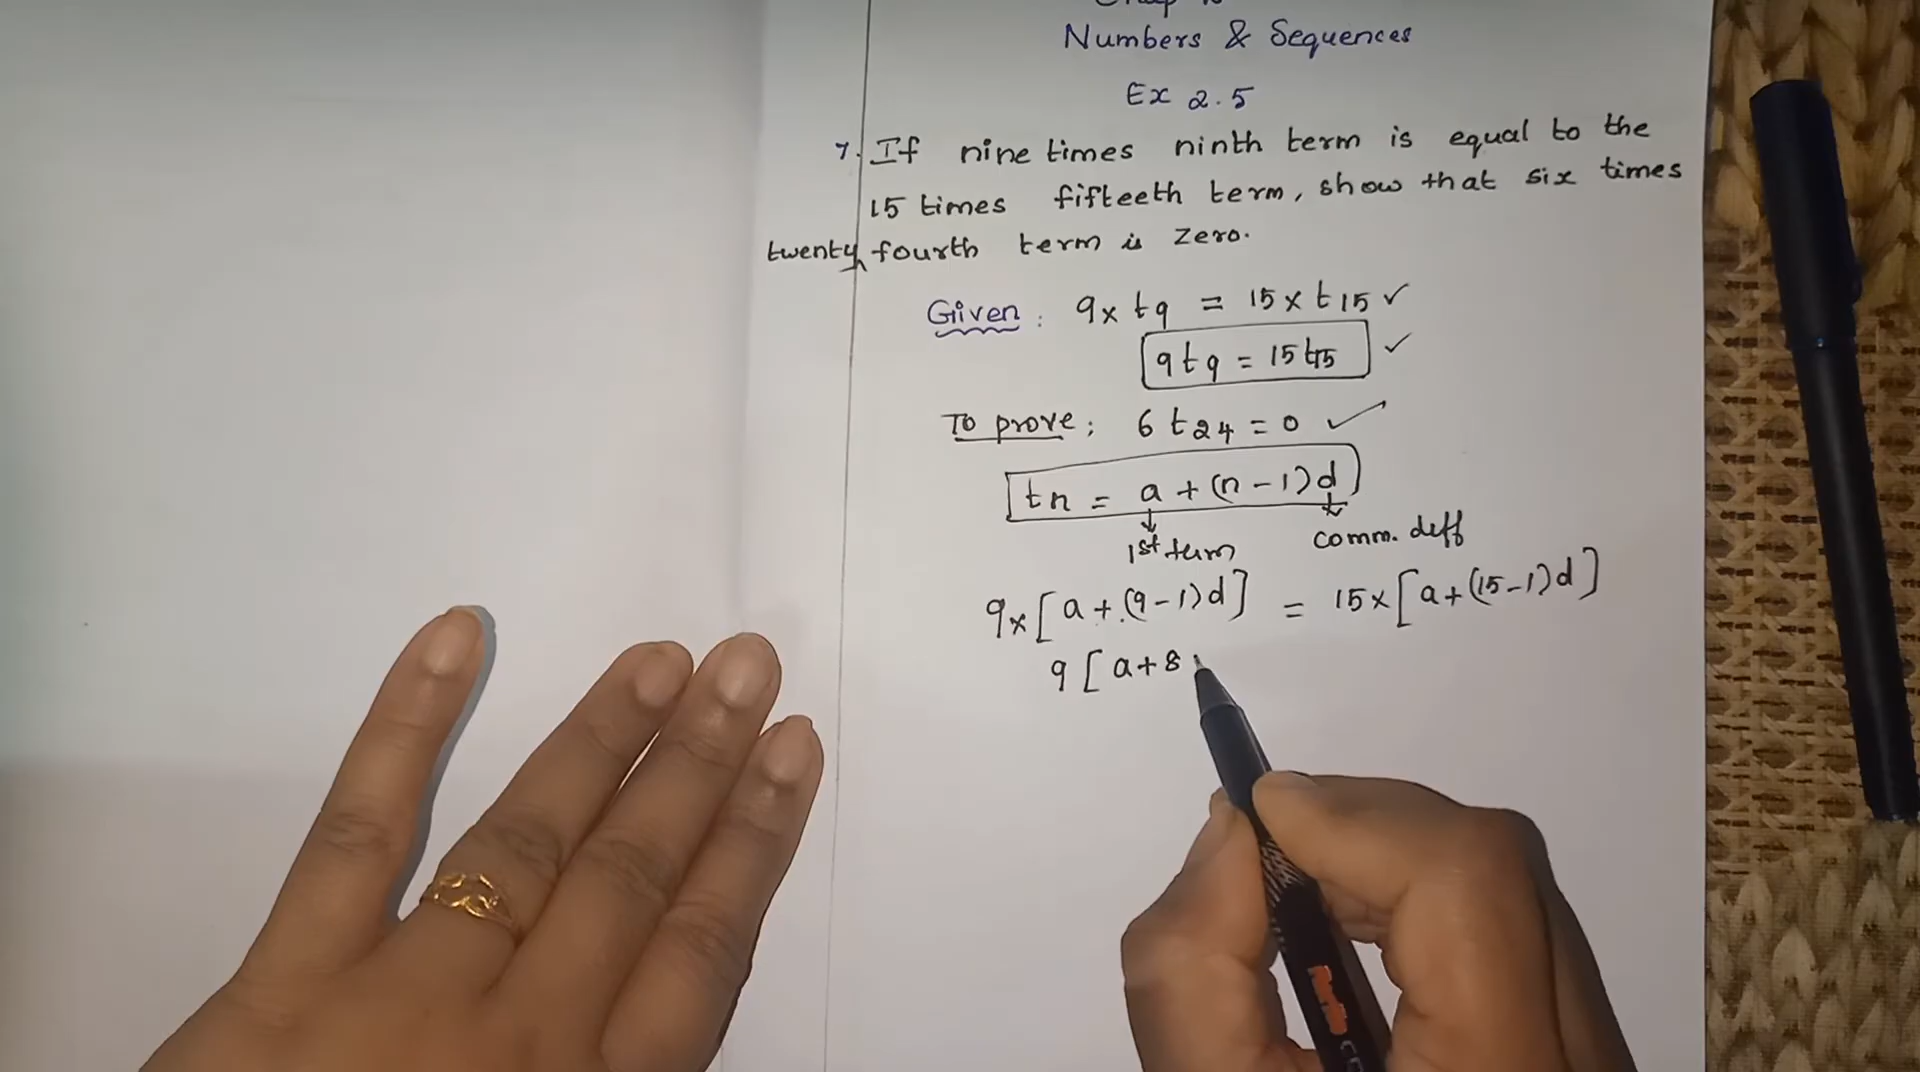 Numbers & Sequences
Ex 2.5
7. If nine times ninth term is equal to the
15 times fifteeth term, show that six times
twenty fourth term is zero.
Given : 9 x t9 = 15 x t15 ✓
9t9 = 15t15 ✓
To prove : 6 t24 = 0 ✓
tn = a + (n - 1) d
1st term comm. diff
9 x [a + (9 - 1) d] = 15 x [a + (15 - 1) d]
9 [a + 8